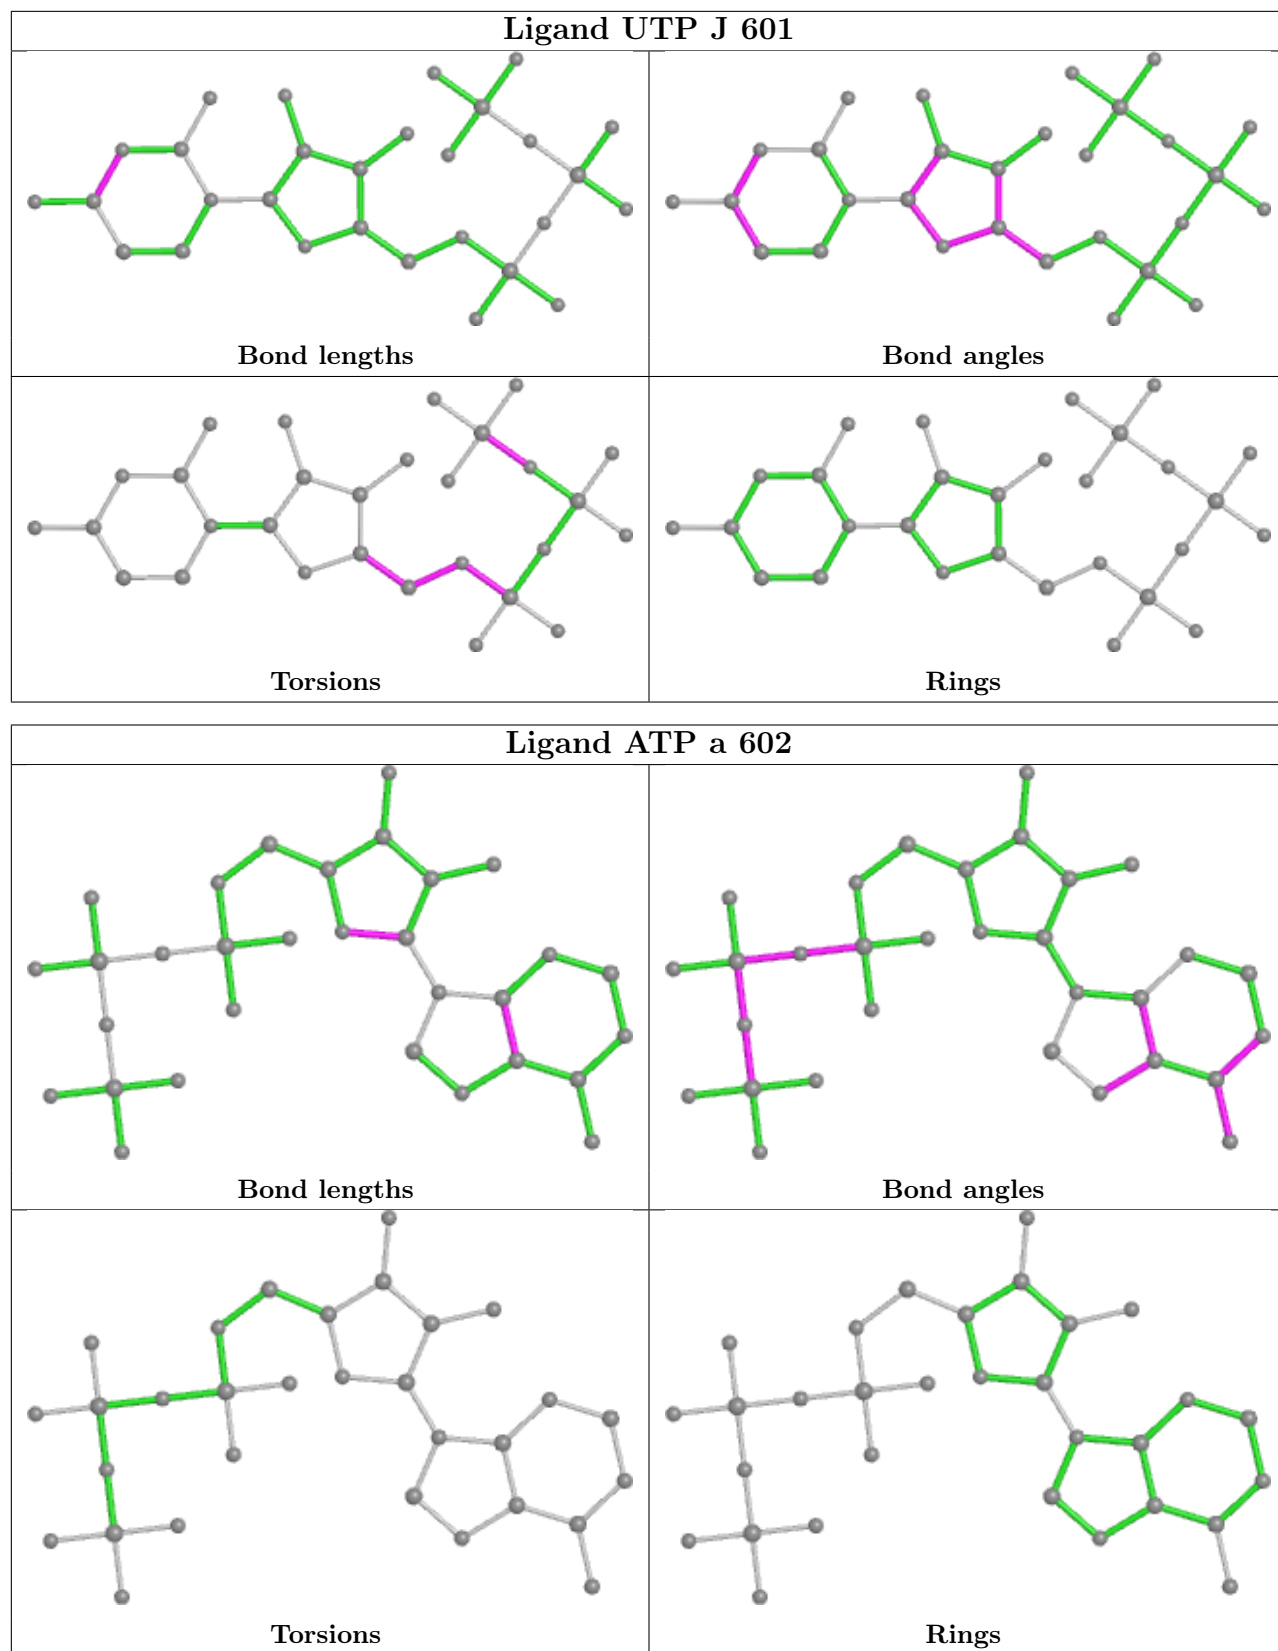 Ligand UTP J 601
Bond lengths
Bond angles
Torsions
Rings
Ligand ATP a 602
Bond lengths
Bond angles
Torsions
Rings